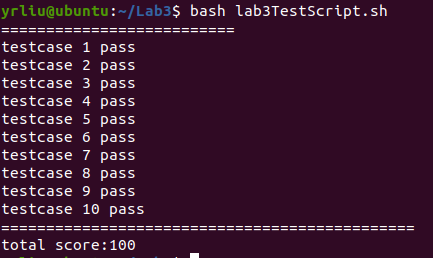 yrliu@ubuntu:~/Lab3$ bash lab3TestScript.sh
==========================
testcase 1 pass
testcase 2 pass
testcase 3 pass
testcase 4 pass
testcase 5 pass
testcase 6 pass
testcase 7 pass
testcase 8 pass
testcase 9 pass
testcase 10 pass
==============================================
total score:100